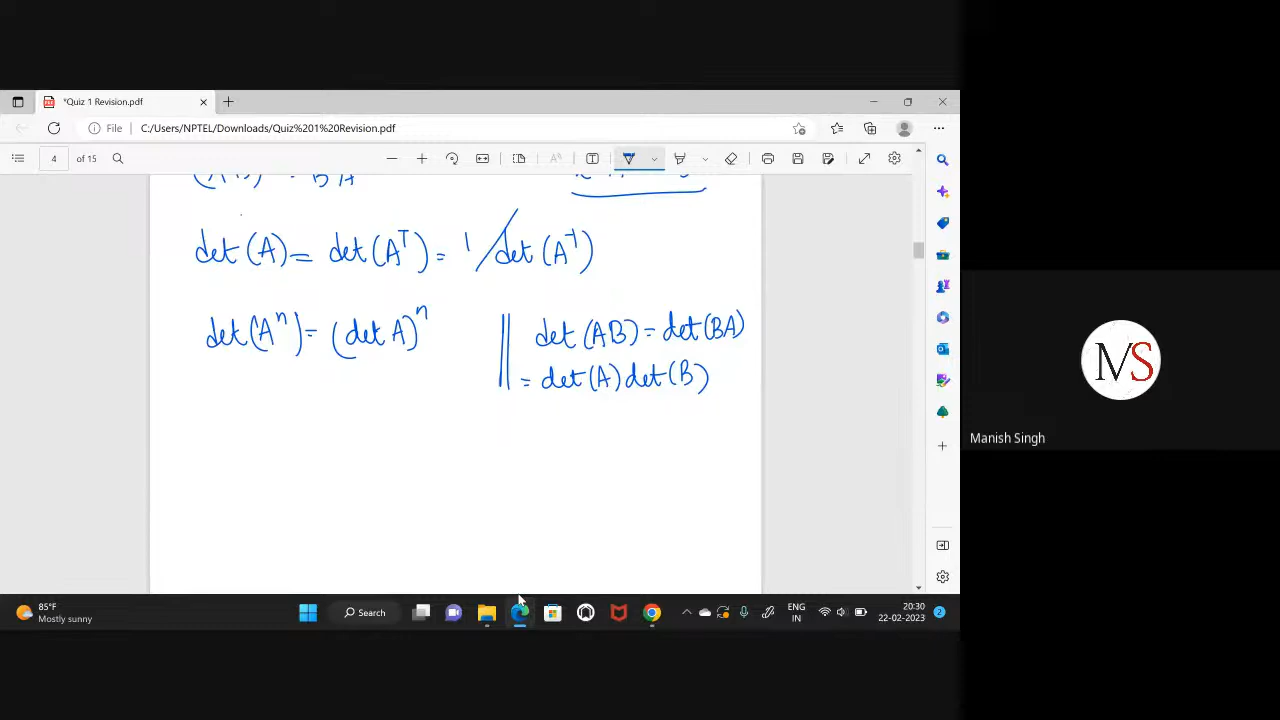 *Quiz 1 Revision.pdf
File C:/Users/NPTEL/Downloads/Quiz%201%20Revision.pdf
4 of 15
det(A) = det(Aᵀ) = 1/det(A⁻¹)
det(Aⁿ) = (det A)ⁿ
det(AB) = det(BA)
= det(A) det(B)
MS
Manish Singh
85°F
Mostly sunny
Search
ENG
IN
20:30
22-02-2023
2